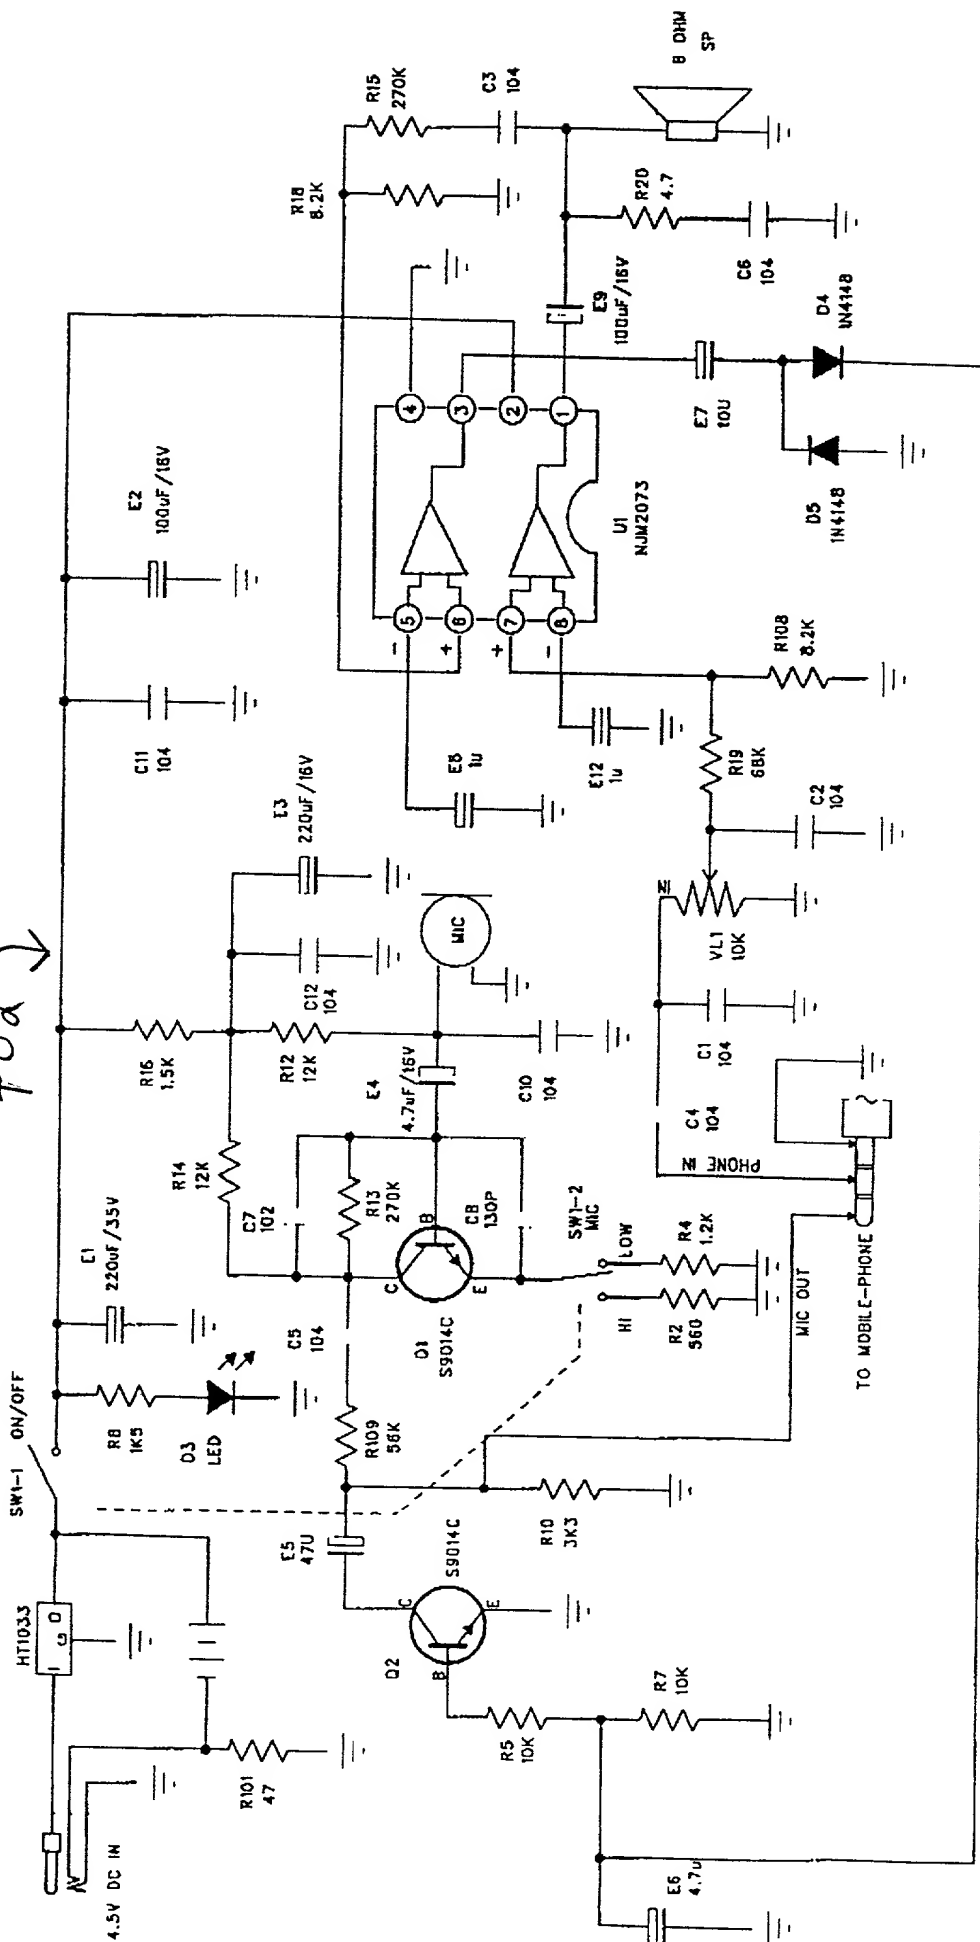 8 OHM
SP
R15
270K
C3
104
R18
8.2K
R20
4.7
C6
104
E9
100uF/16V
D4
1N4148
E7
10U
D5
1N4148
4
3
2
1
5
6
7
8
-
+
+
-
U1
NJM2073
E2
100uF/16V
C11
104
E8
1u
E12
1u
R108
8.2K
R19
68K
C2
104
VL1
10K
C1
104
C4
104
PHONE IN
E3
220uF/16V
C12
104
MIC
R16
1.5K
R12
12K
E4
4.7uF/16V
C10
104
R14
12K
C7
102
R13
270K
C8
130P
B
C
E
Q1
S9014C
SW1-2
MIC
LOW
HI
R4
1.2K
R2
560
MIC OUT
TO MOBILE-PHONE
E1
220uF/35V
C5
104
R109
56K
R8
1K5
D3
LED
SW1-1 ON/OFF
HT1033
I
G
O
E5
47U
R10
3K3
S9014C
Q2
C
B
E
R5
10K
R7
10K
R101
47
4.5V DC IN
E6
4.7u